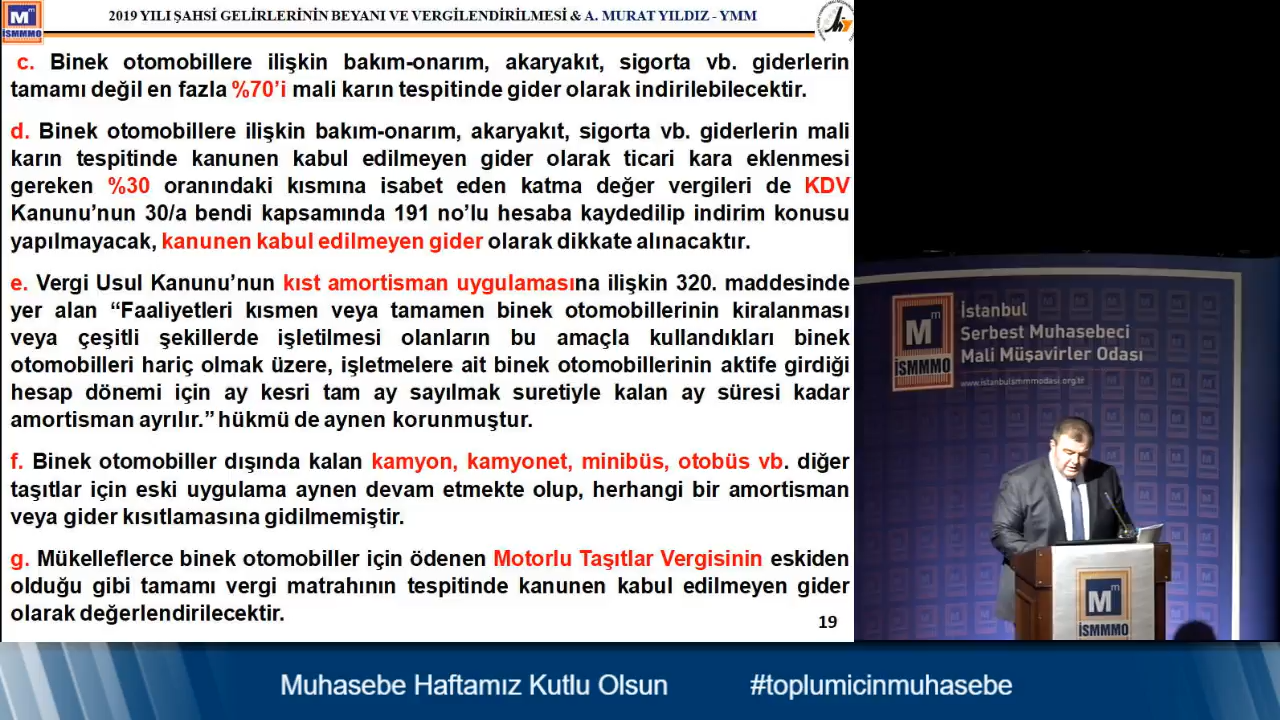 2019 YILI ŞAHSİ GELİRLERİNİN BEYANI VE VERGİLENDİRİLMESİ & A. MURAT YILDIZ - YMM
M m
İSMMMO
c. Binek otomobillere ilişkin bakım-onarım, akaryakıt, sigorta vb. giderlerin
tamamı değil en fazla %70’i mali karın tespitinde gider olarak indirilebilecektir.
d. Binek otomobillere ilişkin bakım-onarım, akaryakıt, sigorta vb. giderlerin mali
karın tespitinde kanunen kabul edilmeyen gider olarak ticari kara eklenmesi
gereken %30 oranındaki kısmına isabet eden katma değer vergileri de KDV
Kanunu’nun 30/a bendi kapsamında 191 no’lu hesaba kaydedilip indirim konusu
yapılmayacak, kanunen kabul edilmeyen gider olarak dikkate alınacaktır.
e. Vergi Usul Kanunu’nun kıst amortisman uygulamasına ilişkin 320. maddesinde
yer alan “Faaliyetleri kısmen veya tamamen binek otomobillerinin kiralanması
veya çeşitli şekillerde işletilmesi olanların bu amaçla kullandıkları binek
otomobilleri hariç olmak üzere, işletmelere ait binek otomobillerinin aktife girdiği
hesap dönemi için ay kesri tam ay sayılmak suretiyle kalan ay süresi kadar
amortisman ayrılır.” hükmü de aynen korunmuştur.
f. Binek otomobiller dışında kalan kamyon, kamyonet, minibüs, otobüs vb. diğer
taşıtlar için eski uygulama aynen devam etmekte olup, herhangi bir amortisman
veya gider kısıtlamasına gidilmemiştir.
g. Mükelleflerce binek otomobiller için ödenen Motorlu Taşıtlar Vergisinin eskiden
olduğu gibi tamamı vergi matrahının tespitinde kanunen kabul edilmeyen gider
olarak değerlendirilecektir.
19
M m
İSMMMO
İstanbul
Serbest Muhasebeci
Mali Müşavirler Odası
www.istanbulsmmmodasi.org.tr
M m
İSMMMO
Muhasebe Haftamız Kutlu Olsun
#toplumicinmuhasebe